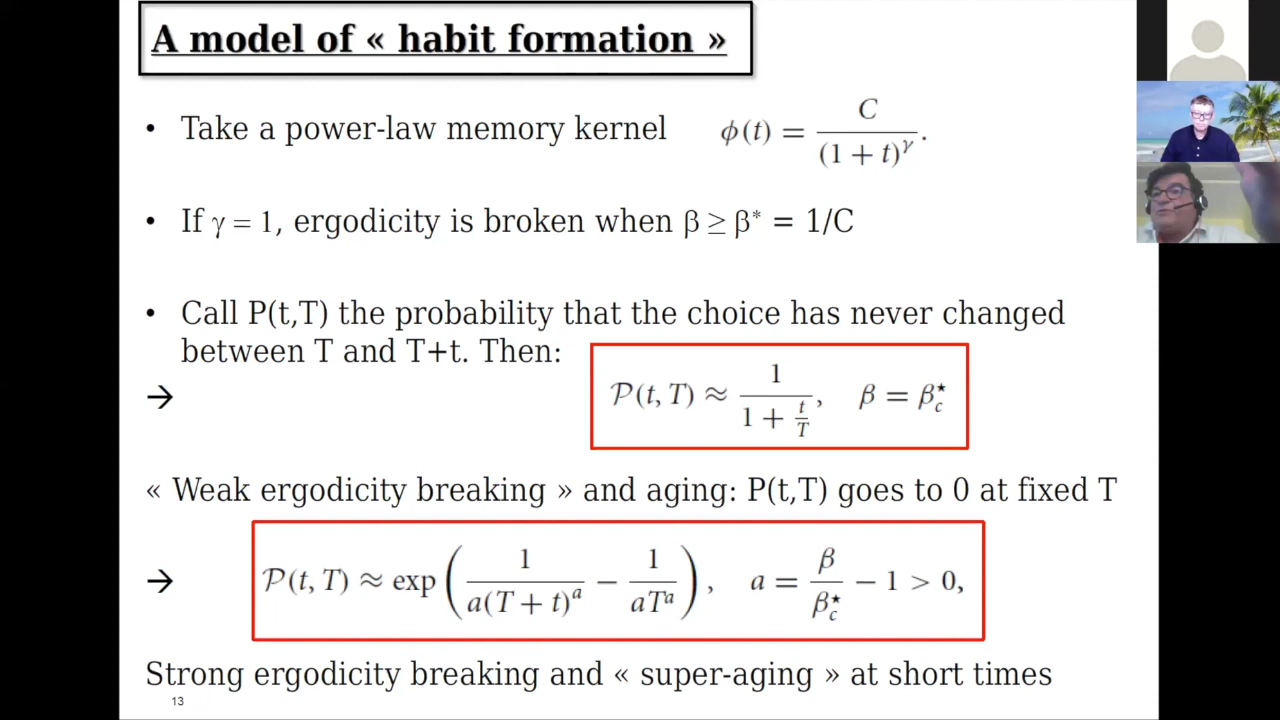 A model of « habit formation »
• Take a power-law memory kernel ϕ(t) = C / (1 + t)^γ .
• If γ = 1, ergodicity is broken when β ≥ β* = 1/C
• Call P(t,T) the probability that the choice has never changed
between T and T+t. Then:
→ 𝒫(t, T) ≈ 1 / (1 + t/T), β = β_c^★
« Weak ergodicity breaking » and aging: P(t,T) goes to 0 at fixed T
→ 𝒫(t, T) ≈ exp ( 1 / a(T + t)^a − 1 / aT^a ), a = β / β_c^★ − 1 > 0,
Strong ergodicity breaking and « super-aging » at short times
13